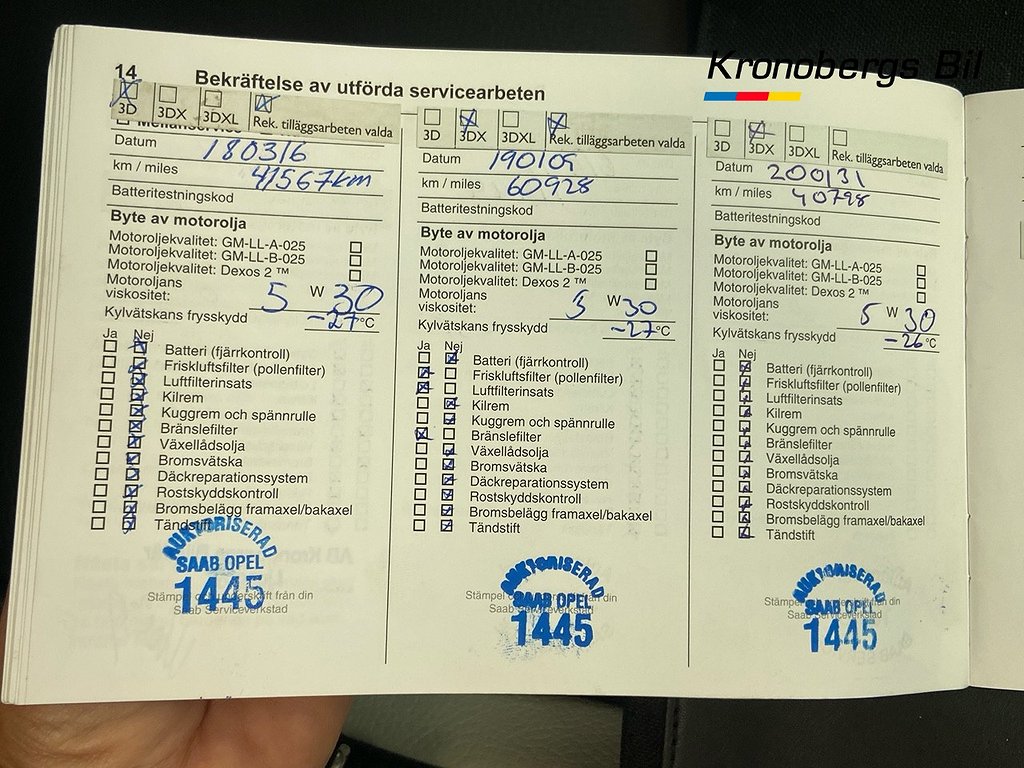 Kronobergs Bil
14
Bekräftelse av utförda servicearbeten
3D 3DX 3DXL Rek. tilläggsarbeten valda
Mellanservice
Datum 180316
km / miles 41567km
Batteritestningskod
Byte av motorolja
Motoroljekvalitet: GM-LL-A-025
Motoroljekvalitet: GM-LL-B-025
Motoroljekvalitet: Dexos 2 ™
Motoroljans
viskositet: 5 W 30
Kylvätskans frysskydd -27°C
Ja Nej
Batteri (fjärrkontroll)
Friskluftsfilter (pollenfilter)
Luftfilterinsats
Kilrem
Kuggrem och spännrulle
Bränslefilter
Växellådsolja
Bromsvätska
Däckreparationssystem
Rostskyddskontroll
Bromsbelägg framaxel/bakaxel
Tändstift
AUKTORISERAD
SAAB OPEL
1445
Stämpel och underskrift från din
Saab Serviceverkstad
3D 3DX 3DXL Rek. tilläggsarbeten valda
Datum 190109
km / miles 60928
Batteritestningskod
Byte av motorolja
Motoroljekvalitet: GM-LL-A-025
Motoroljekvalitet: GM-LL-B-025
Motoroljekvalitet: Dexos 2 ™
Motoroljans
viskositet: 5 W 30
Kylvätskans frysskydd -27°C
Ja Nej
Batteri (fjärrkontroll)
Friskluftsfilter (pollenfilter)
Luftfilterinsats
Kilrem
Kuggrem och spännrulle
Bränslefilter
Växellådsolja
Bromsvätska
Däckreparationssystem
Rostskyddskontroll
Bromsbelägg framaxel/bakaxel
Tändstift
AUKTORISERAD
SAAB OPEL
1445
Stämpel från din
Saab Serviceverkstad
3D 3DX 3DXL Rek. tilläggsarbeten valda
Datum 200131
km / miles 40798
Batteritestningskod
Byte av motorolja
Motoroljekvalitet: GM-LL-A-025
Motoroljekvalitet: GM-LL-B-025
Motoroljekvalitet: Dexos 2 ™
Motoroljans
viskositet: 5 W 30
Kylvätskans frysskydd -26°C
Ja Nej
Batteri (fjärrkontroll)
Friskluftsfilter (pollenfilter)
Luftfilterinsats
Kilrem
Kuggrem och spännrulle
Bränslefilter
Växellådsolja
Bromsvätska
Däckreparationssystem
Rostskyddskontroll
Bromsbelägg framaxel/bakaxel
Tändstift
AUKTORISERAD
SAAB OPEL
1445
Stämpel från din
Saab Serviceverkstad